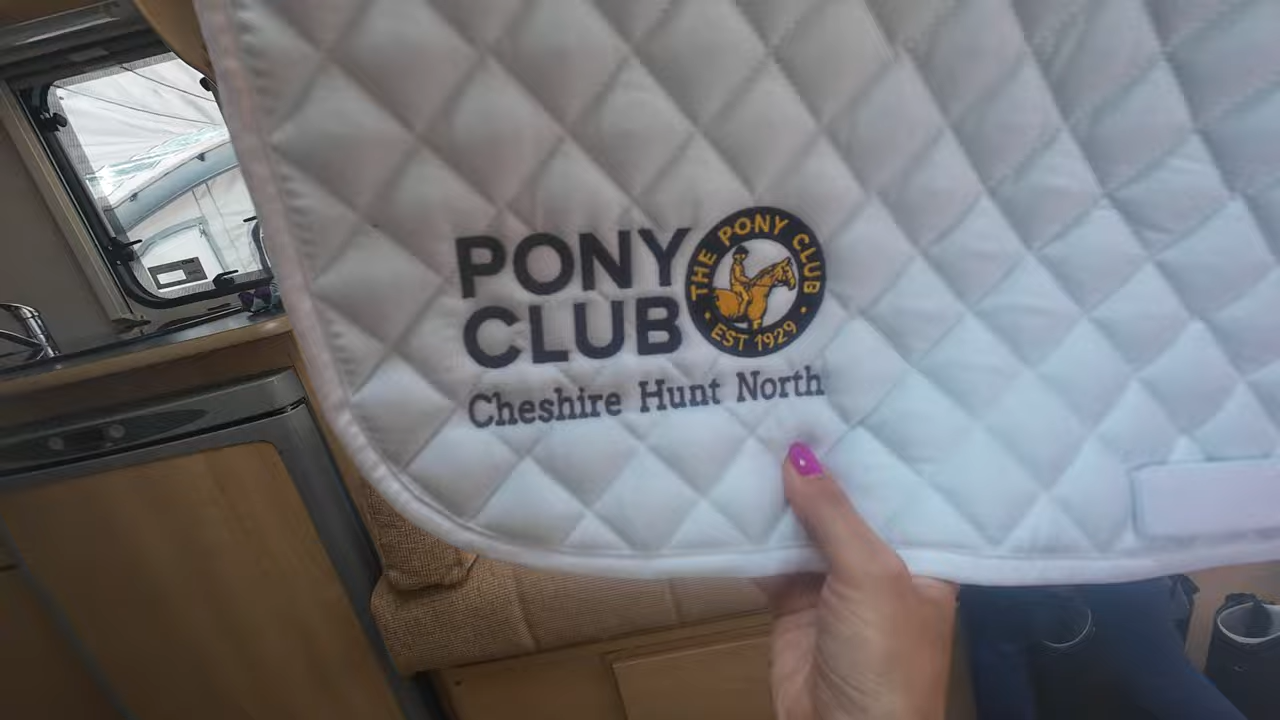 PONY
CLUB
THE PONY CLUB
EST 1929
Cheshire Hunt North